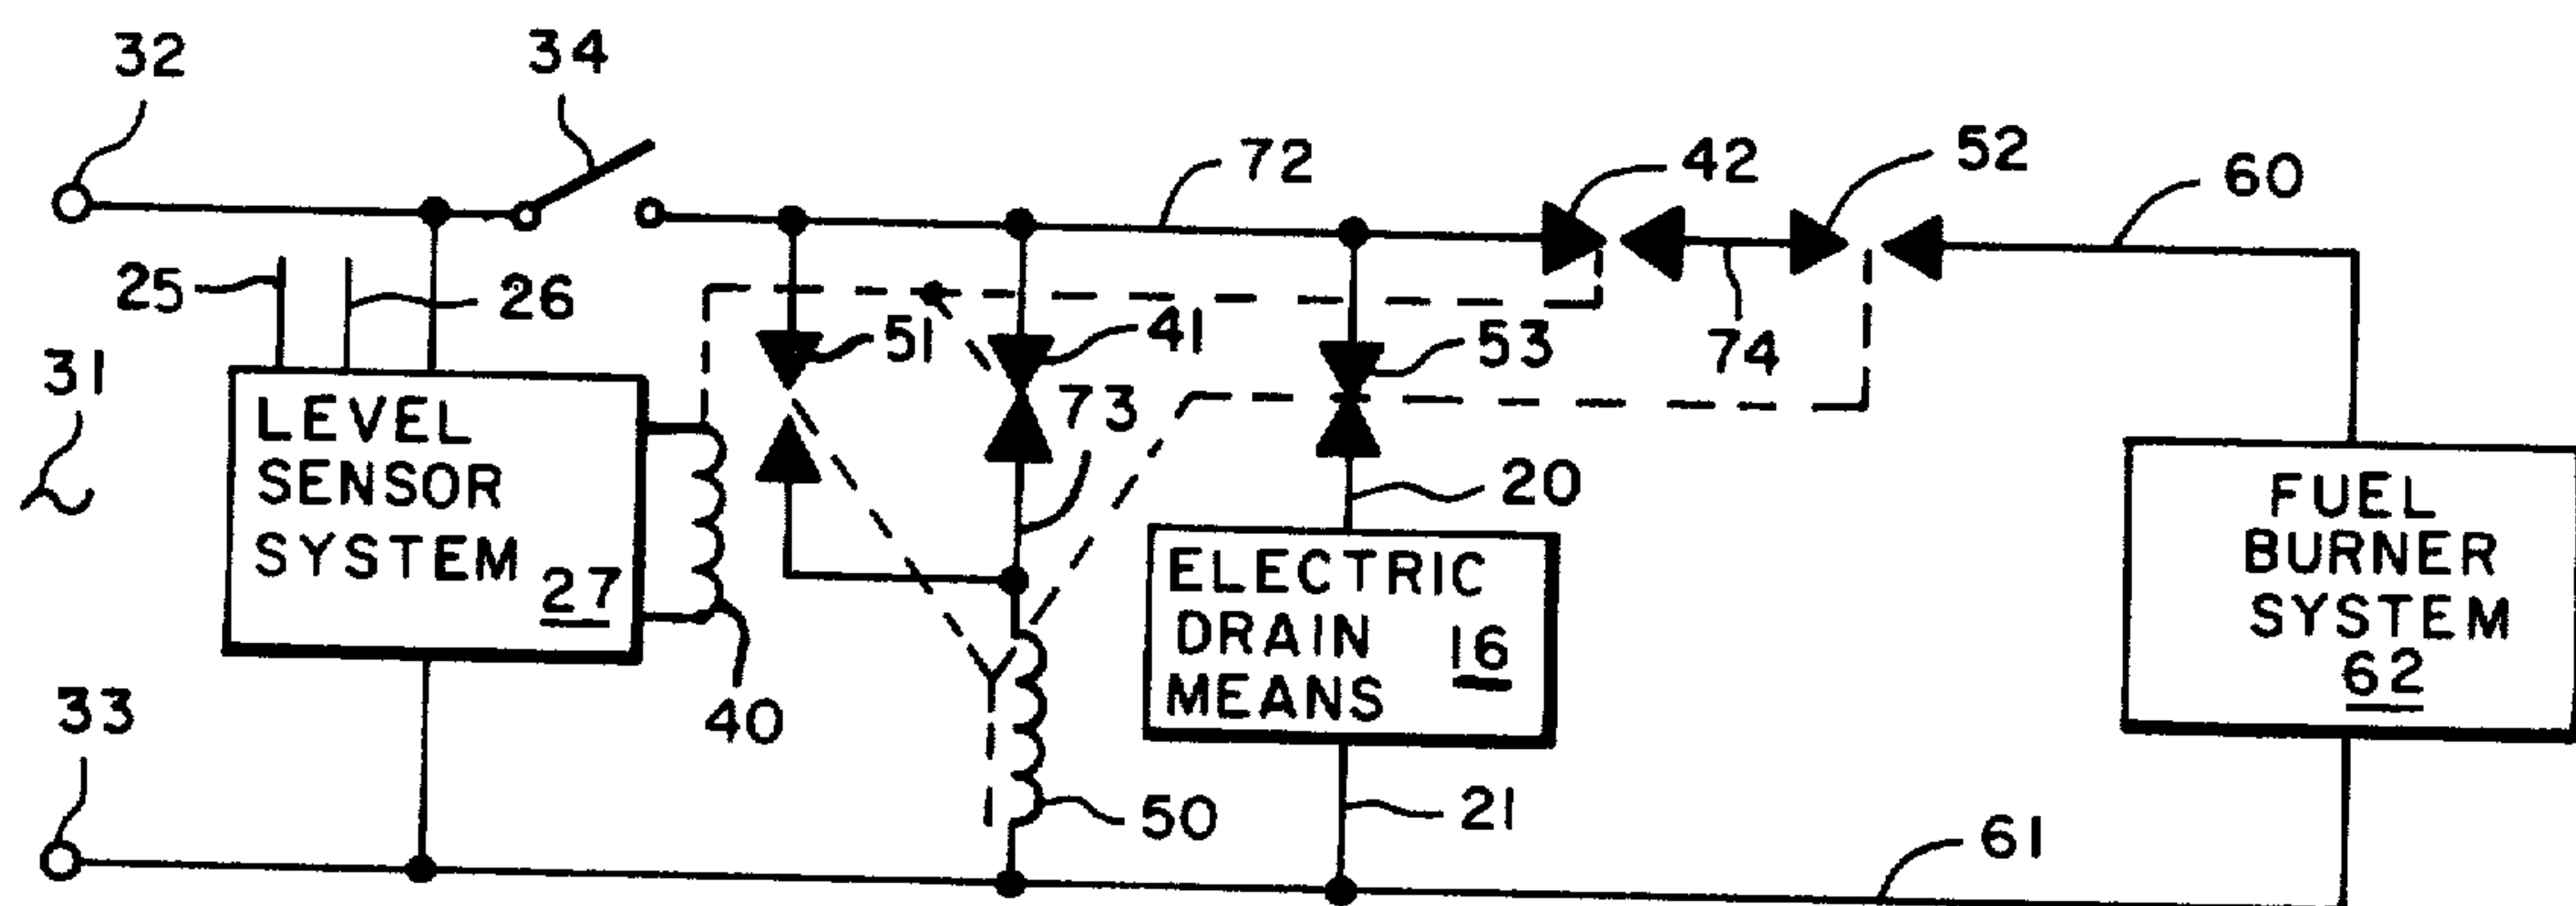 32
34
72
42
52
60
25
26
51
41
53
74
31
73
LEVEL
SENSOR
SYSTEM 27
20
ELECTRIC
DRAIN
MEANS 16
FUEL
BURNER
SYSTEM
62
33
40
50
21
61